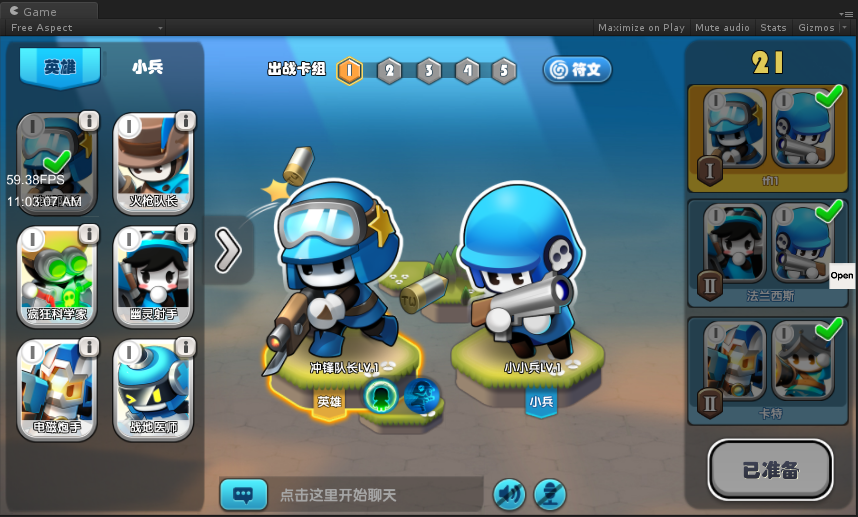 Game
Free Aspect
Maximize on Play
Mute audio
Stats
Gizmos
英雄
小兵
出战卡组
1
2
3
4
5
符文
21
火枪队长
59.38FPS
11:03:07 AM
I
I
疯狂科学家
幽灵射手
Open
II
法兰西斯
冲锋队长LV.1
小小兵LV.1
英雄
小兵
电磁炮手
战地医师
II
卡特
点击这里开始聊天
已准备